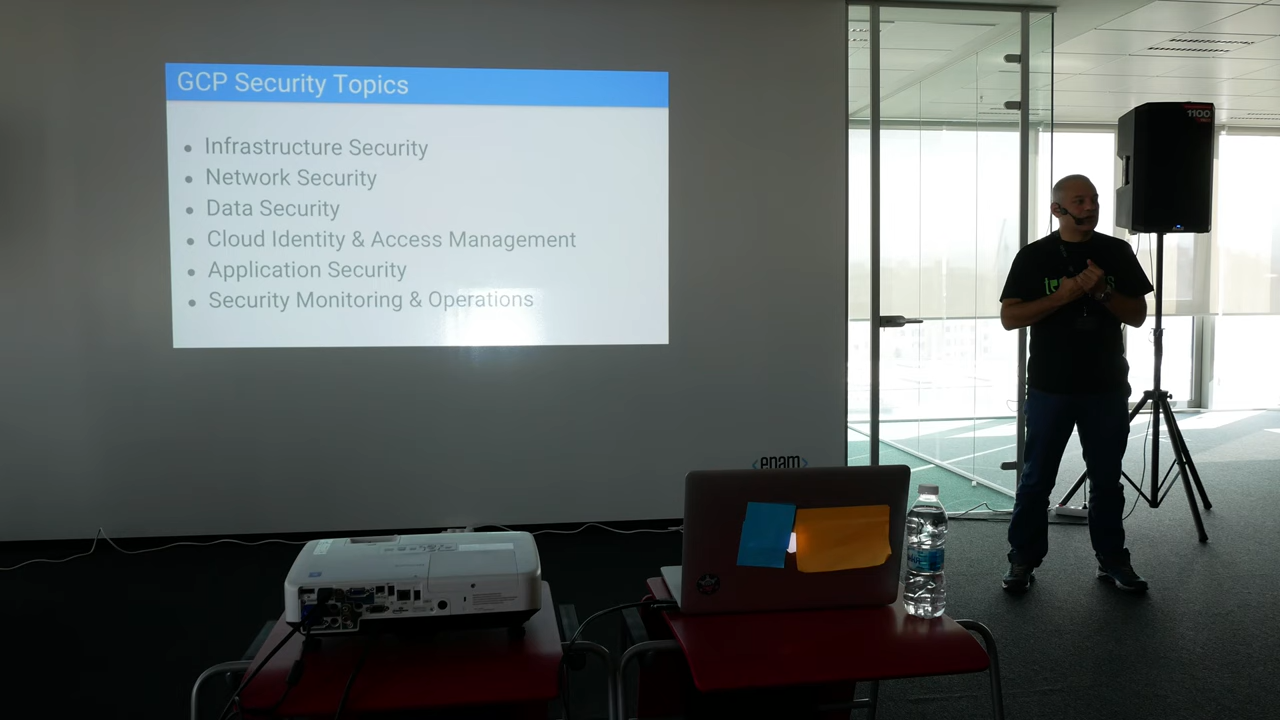 GCP Security Topics
• Infrastructure Security
• Network Security
• Data Security
• Cloud Identity & Access Management
• Application Security
• Security Monitoring & Operations
1100
<enam>